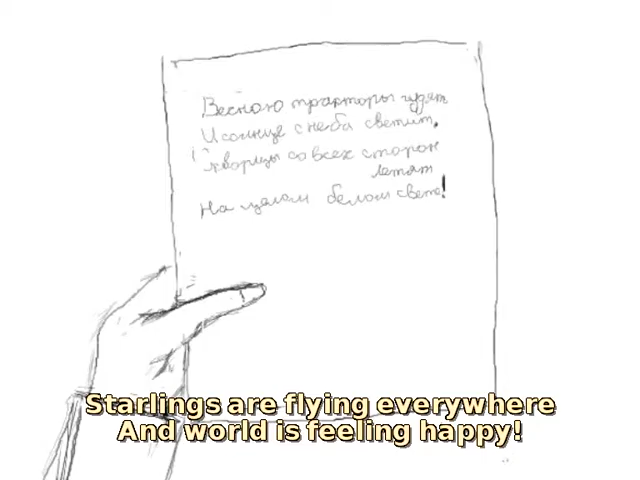 Весною тракторы гудят
И солнце с неба светит,
Скворцы со всех сторон
летят
На целом белом свете!
Starlings are flying everywhere
And world is feeling happy!